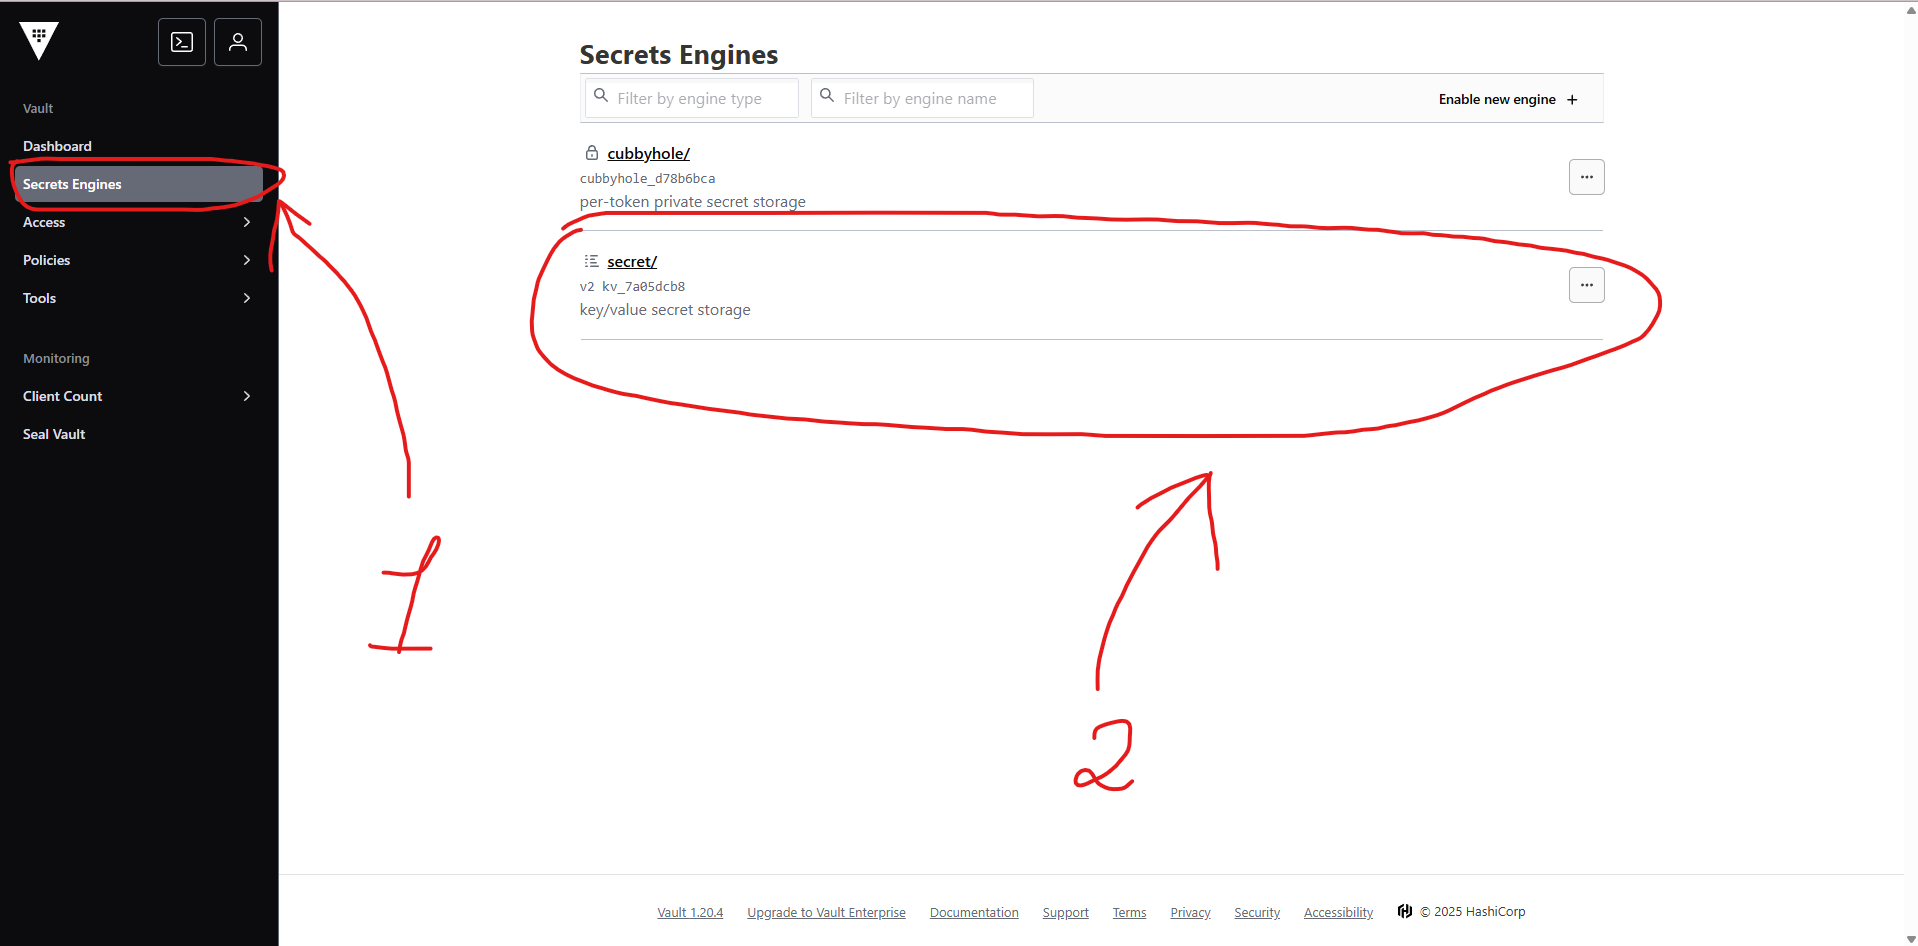 Vault
Dashboard
Secrets Engines
Access
Policies
Tools
Monitoring
Client Count
Seal Vault
Secrets Engines
Filter by engine type
Filter by engine name
Enable new engine +
cubbyhole/
cubbyhole_d78b6bca
per-token private secret storage
secret/
v2 kv_7a05dcb8
key/value secret storage
1
2
Vault 1.20.4 Upgrade to Vault Enterprise Documentation Support Terms Privacy Security Accessibility © 2025 HashiCorp